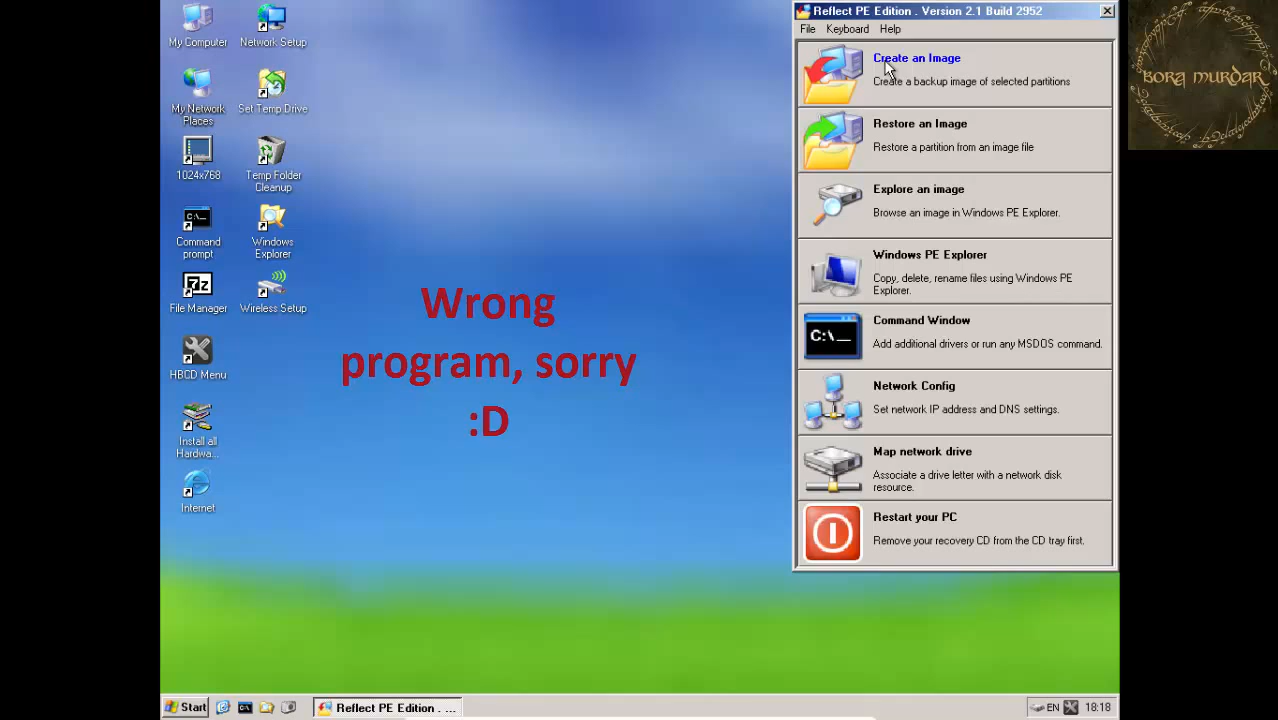 My Computer
Network Setup
My Network
Places
Set Temp Drive
1024x768
Temp Folder
Cleanup
C:\_
Command
prompt
Windows
Explorer
7z
File Manager
Wireless Setup
HBCD Menu
Install all
Hardwa...
Internet
Wrong
program, sorry
:D
Reflect PE Edition . Version 2.1 Build 2952
File Keyboard Help
Create an Image
Create a backup image of selected partitions
Restore an Image
Restore a partition from an image file
Explore an image
Browse an image in Windows PE Explorer.
Windows PE Explorer
Copy, delete, rename files using Windows PE
Explorer.
C:\_
Command Window
Add additional drivers or run any MSDOS command.
Network Config
Set network IP address and DNS settings.
Map network drive
Associate a drive letter with a network disk
resource.
Restart your PC
Remove your recovery CD from the CD tray first.
BORA MURDAR
Start
Reflect PE Edition . ...
EN
18:18